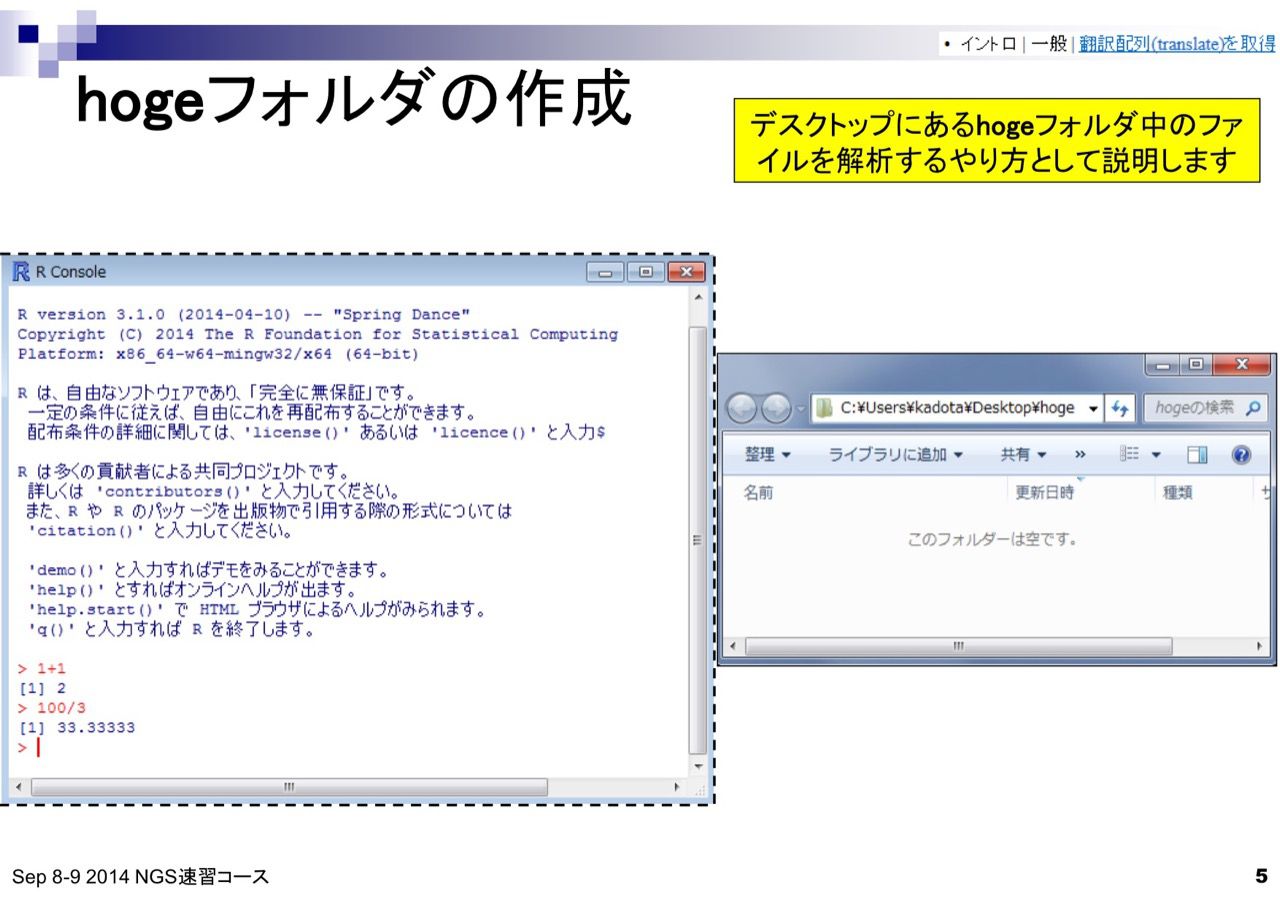 • イントロ | 一般 | 翻訳配列(translate)を取得
hogeフォルダの作成
デスクトップにあるhogeフォルダ中のファ
イルを解析するやり方として説明します
R Console
R version 3.1.0 (2014-04-10) -- "Spring Dance"
Copyright (C) 2014 The R Foundation for Statistical Computing
Platform: x86_64-w64-mingw32/x64 (64-bit)
R は、自由なソフトウェアであり、「完全に無保証」です。
一定の条件に従えば、自由にこれを再配布することができます。
配布条件の詳細に関しては、'license()' あるいは 'licence()' と入力$
R は多くの貢献者による共同プロジェクトです。
詳しくは 'contributors()' と入力してください。
また、R や R のパッケージを出版物で引用する際の形式については
'citation()' と入力してください。
'demo()' と入力すればデモをみることができます。
'help()' とすればオンラインヘルプが出ます。
'help.start()' で HTML ブラウザによるヘルプがみられます。
'q()' と入力すれば R を終了します。
> 1+1
[1] 2
> 100/3
[1] 33.33333
>
C:¥Users¥kadota¥Desktop¥hoge
hogeの検索
整理 ライブラリに追加 共有 »
名前 更新日時 種類 サ
このフォルダーは空です。
Sep 8-9 2014 NGS速習コース
5